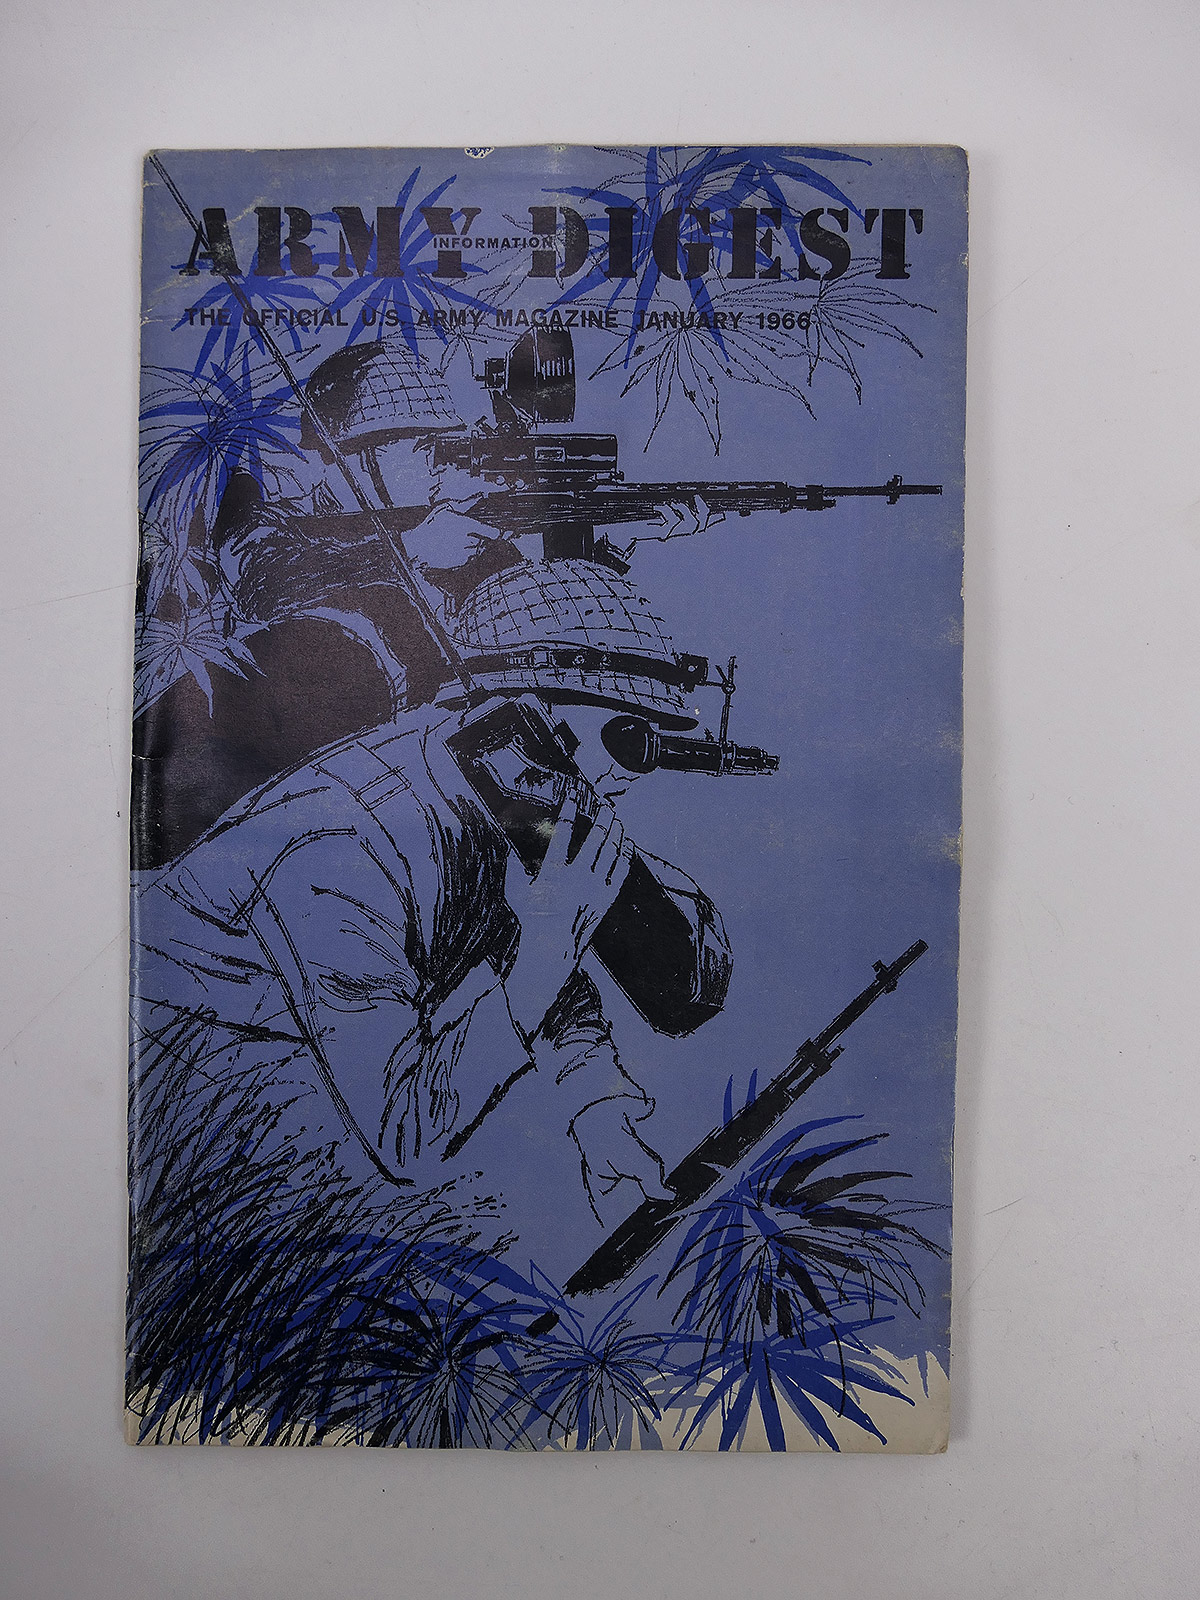 ARMY INFORMATION DIGEST
THE OFFICIAL U.S. ARMY MAGAZINE JANUARY 1966